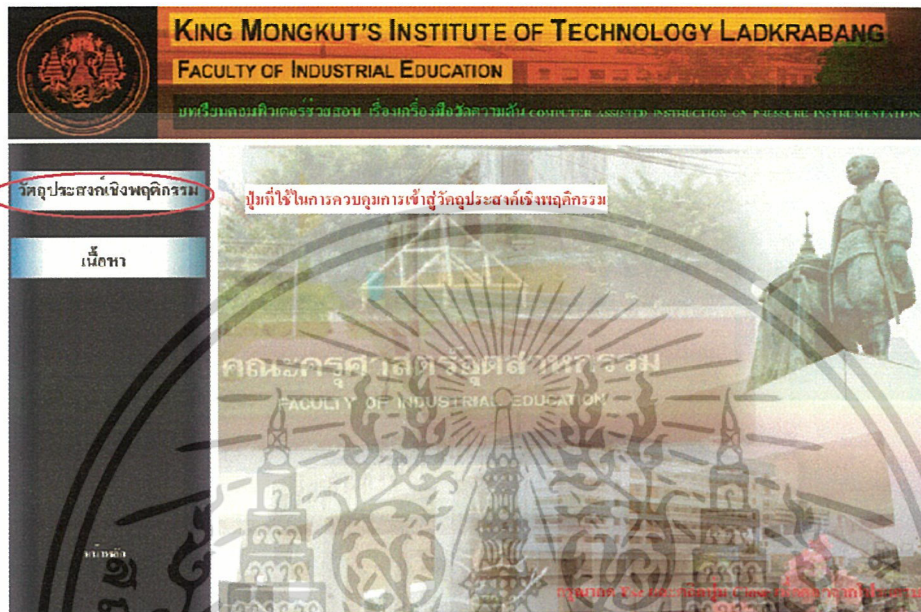 KING MONGKUT'S INSTITUTE OF TECHNOLOGY LADKRABANG
FACULTY OF INDUSTRIAL EDUCATION
บทเรียนคอมพิวเตอร์ช่วยสอน เรื่องเครื่องมือวัดความดัน COMPUTER ASSISTED INSTRUCTION ON PRESSURE INSTRUMENTATION
วัตถุประสงค์เชิงพฤติกรรม
ปุ่มที่ใช้ในการควบคุมการเข้าสู่วัตถุประสงค์เชิงพฤติกรรม
เนื้อหา
คณะครุศาสตร์อุตสาหกรรม
FACULTY OF INDUSTRIAL EDUCATION
หน้าหลัก